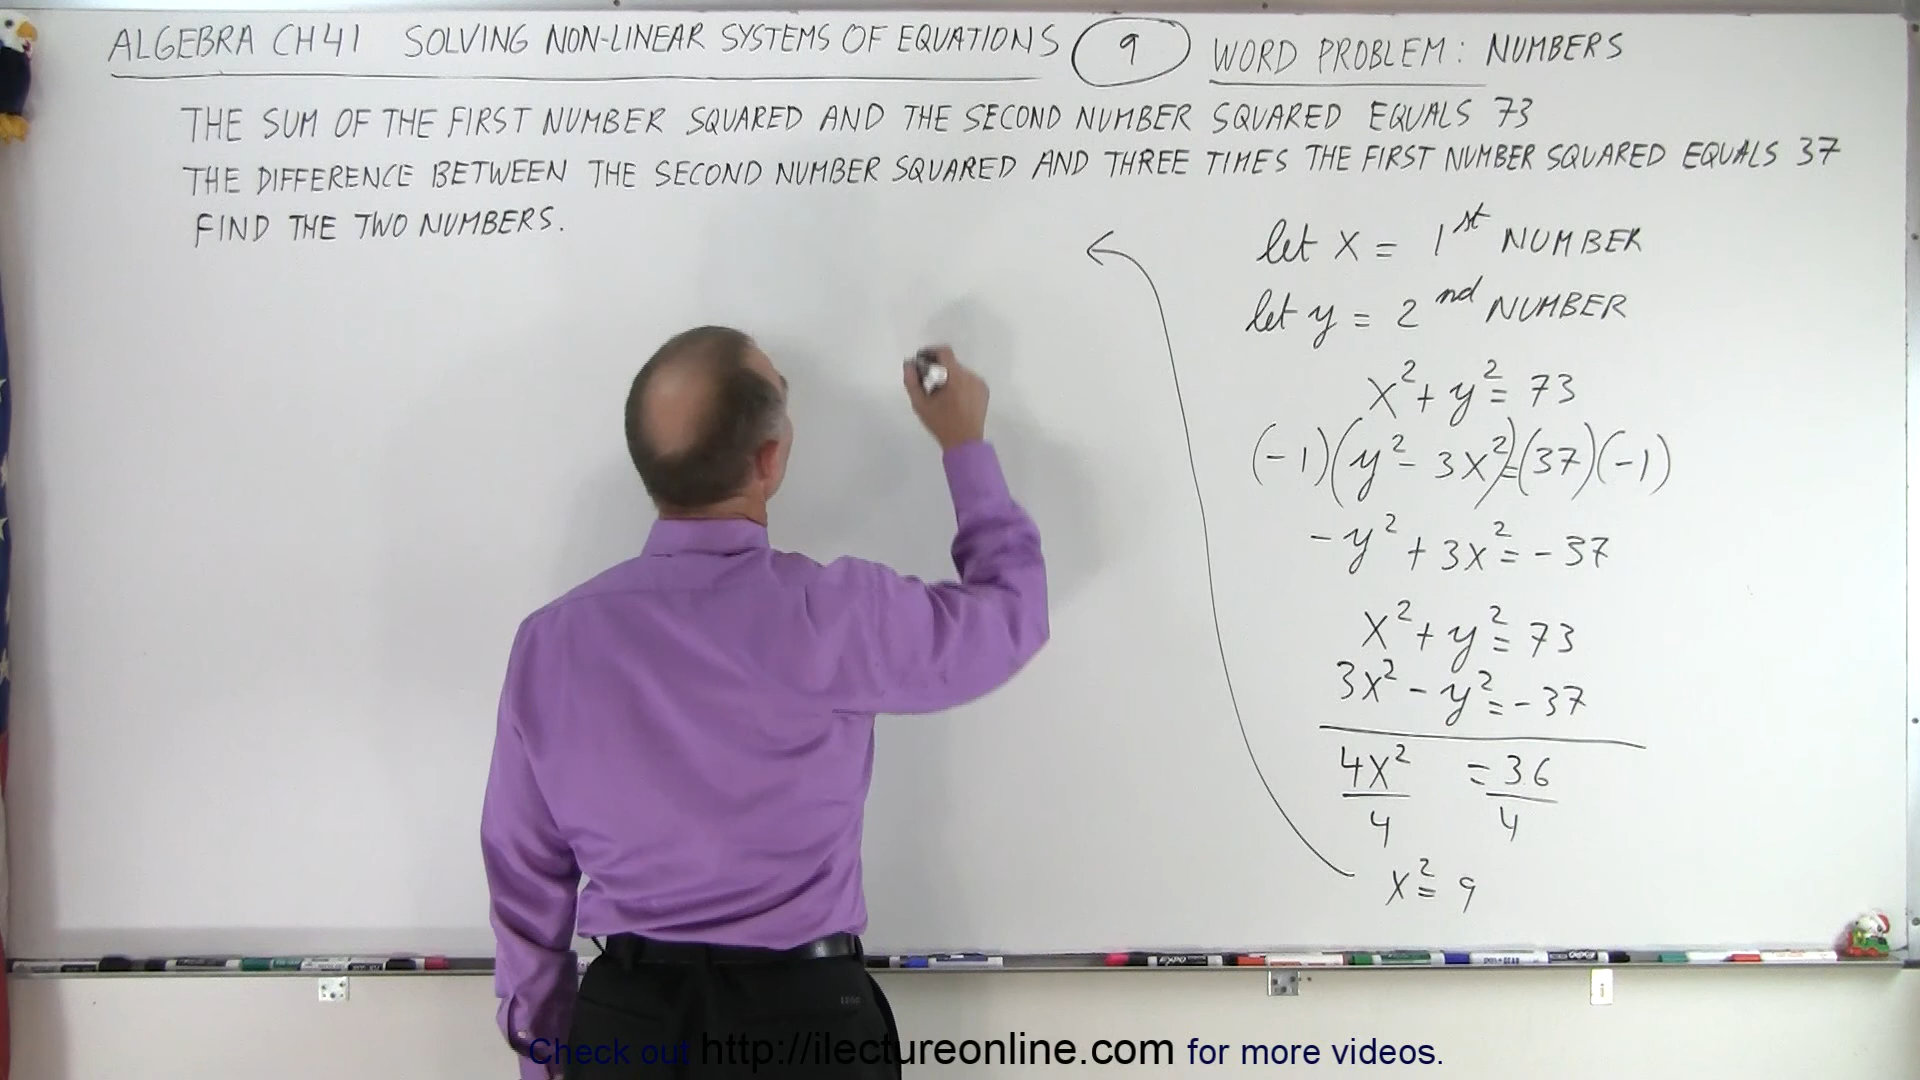 ALGEBRA CH 41 SOLVING NON-LINEAR SYSTEMS OF EQUATIONS 9 WORD PROBLEM: NUMBERS
THE SUM OF THE FIRST NUMBER SQUARED AND THE SECOND NUMBER SQUARED EQUALS 73
THE DIFFERENCE BETWEEN THE SECOND NUMBER SQUARED AND THREE TIMES THE FIRST NUMBER SQUARED EQUALS 37
FIND THE TWO NUMBERS.
let x = 1st NUMBER
let y = 2nd NUMBER
x² + y² = 73
(-1)(y² - 3x²) = (37)(-1)
-y² + 3x² = -37
x² + y² = 73
3x² - y² = -37
4x² = 36
4 4
x² = 9
Check out http://ilectureonline.com for more videos.